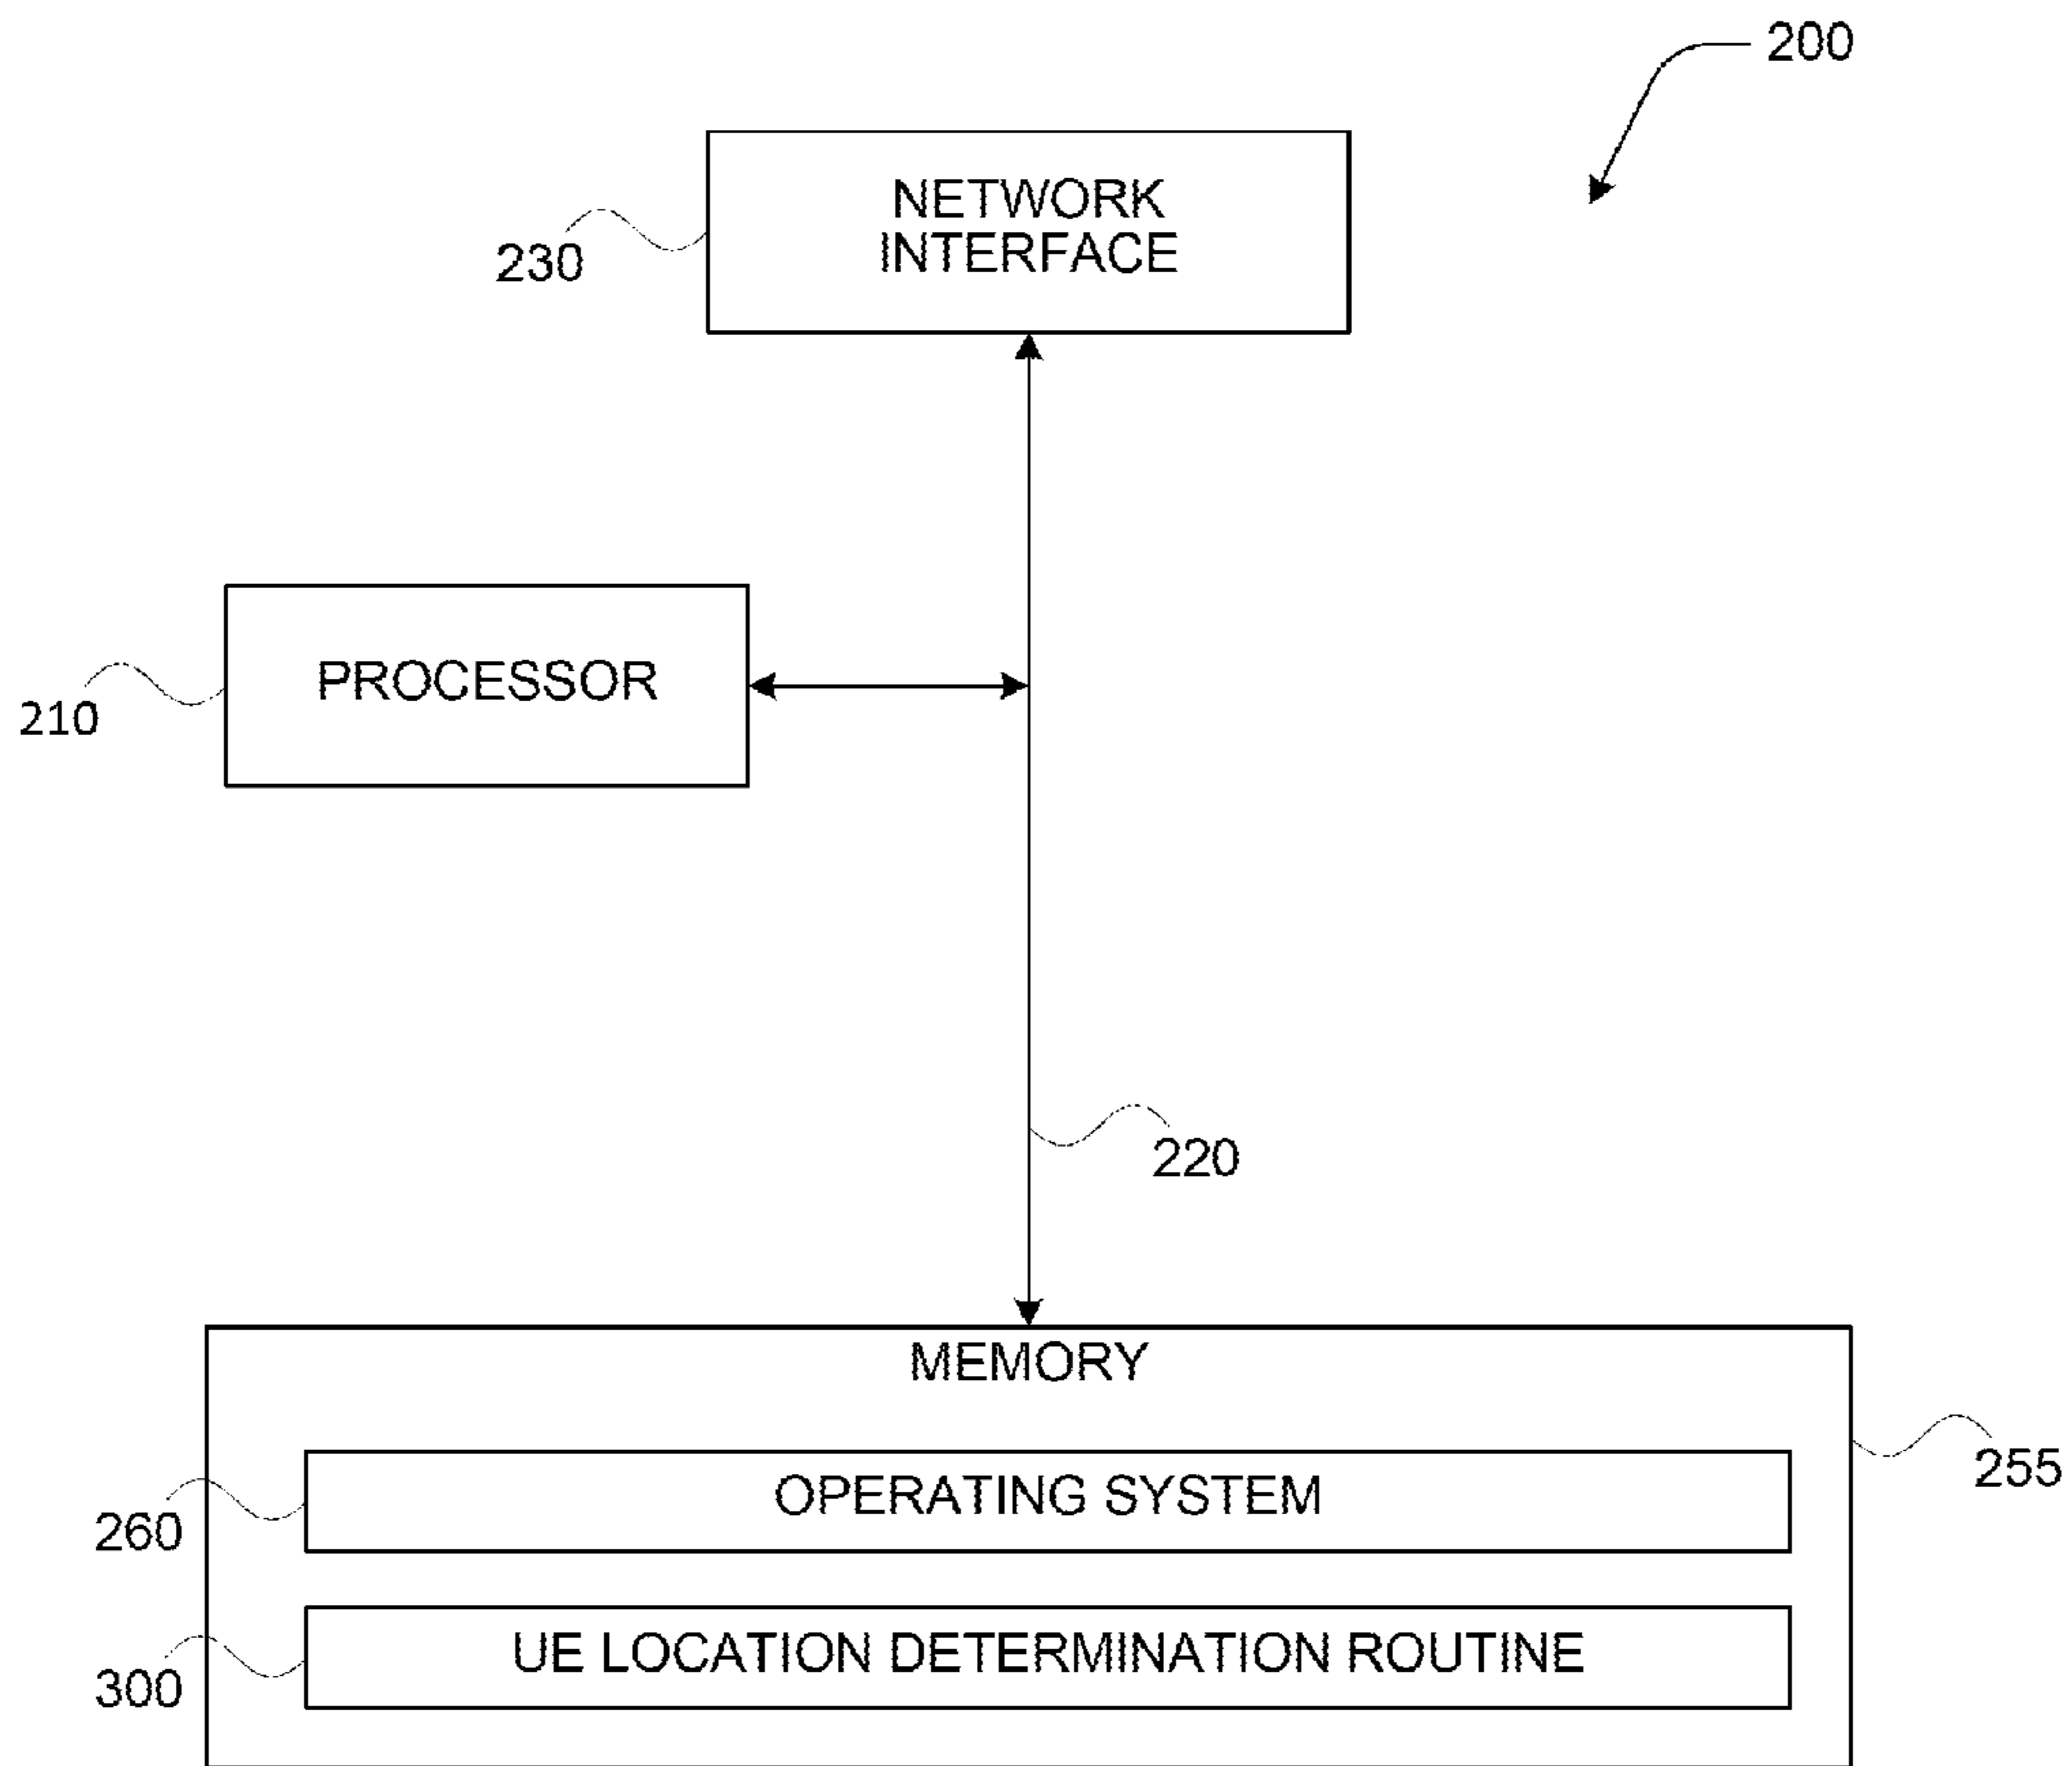 200
NETWORK
INTERFACE
230
PROCESSOR
210
220
MEMORY
255
OPERATING SYSTEM
260
UE LOCATION DETERMINATION ROUTINE
300